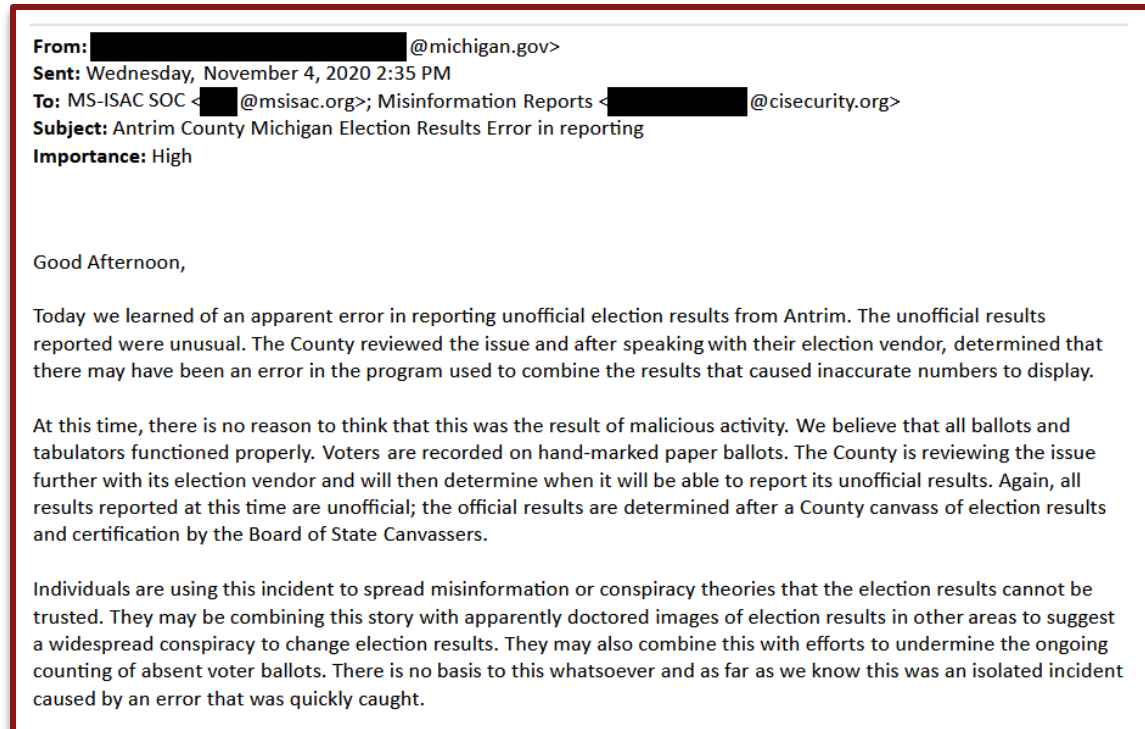 From: @michigan.gov>
Sent: Wednesday, November 4, 2020 2:35 PM
To: MS-ISAC SOC < @msisac.org>; Misinformation Reports < @cisecurity.org>
Subject: Antrim County Michigan Election Results Error in reporting
Importance: High
Good Afternoon,
Today we learned of an apparent error in reporting unofficial election results from Antrim. The unofficial results
reported were unusual. The County reviewed the issue and after speaking with their election vendor, determined that
there may have been an error in the program used to combine the results that caused inaccurate numbers to display.
At this time, there is no reason to think that this was the result of malicious activity. We believe that all ballots and
tabulators functioned properly. Voters are recorded on hand-marked paper ballots. The County is reviewing the issue
further with its election vendor and will then determine when it will be able to report its unofficial results. Again, all
results reported at this time are unofficial; the official results are determined after a County canvass of election results
and certification by the Board of State Canvassers.
Individuals are using this incident to spread misinformation or conspiracy theories that the election results cannot be
trusted. They may be combining this story with apparently doctored images of election results in other areas to suggest
a widespread conspiracy to change election results. They may also combine this with efforts to undermine the ongoing
counting of absent voter ballots. There is no basis to this whatsoever and as far as we know this was an isolated incident
caused by an error that was quickly caught.